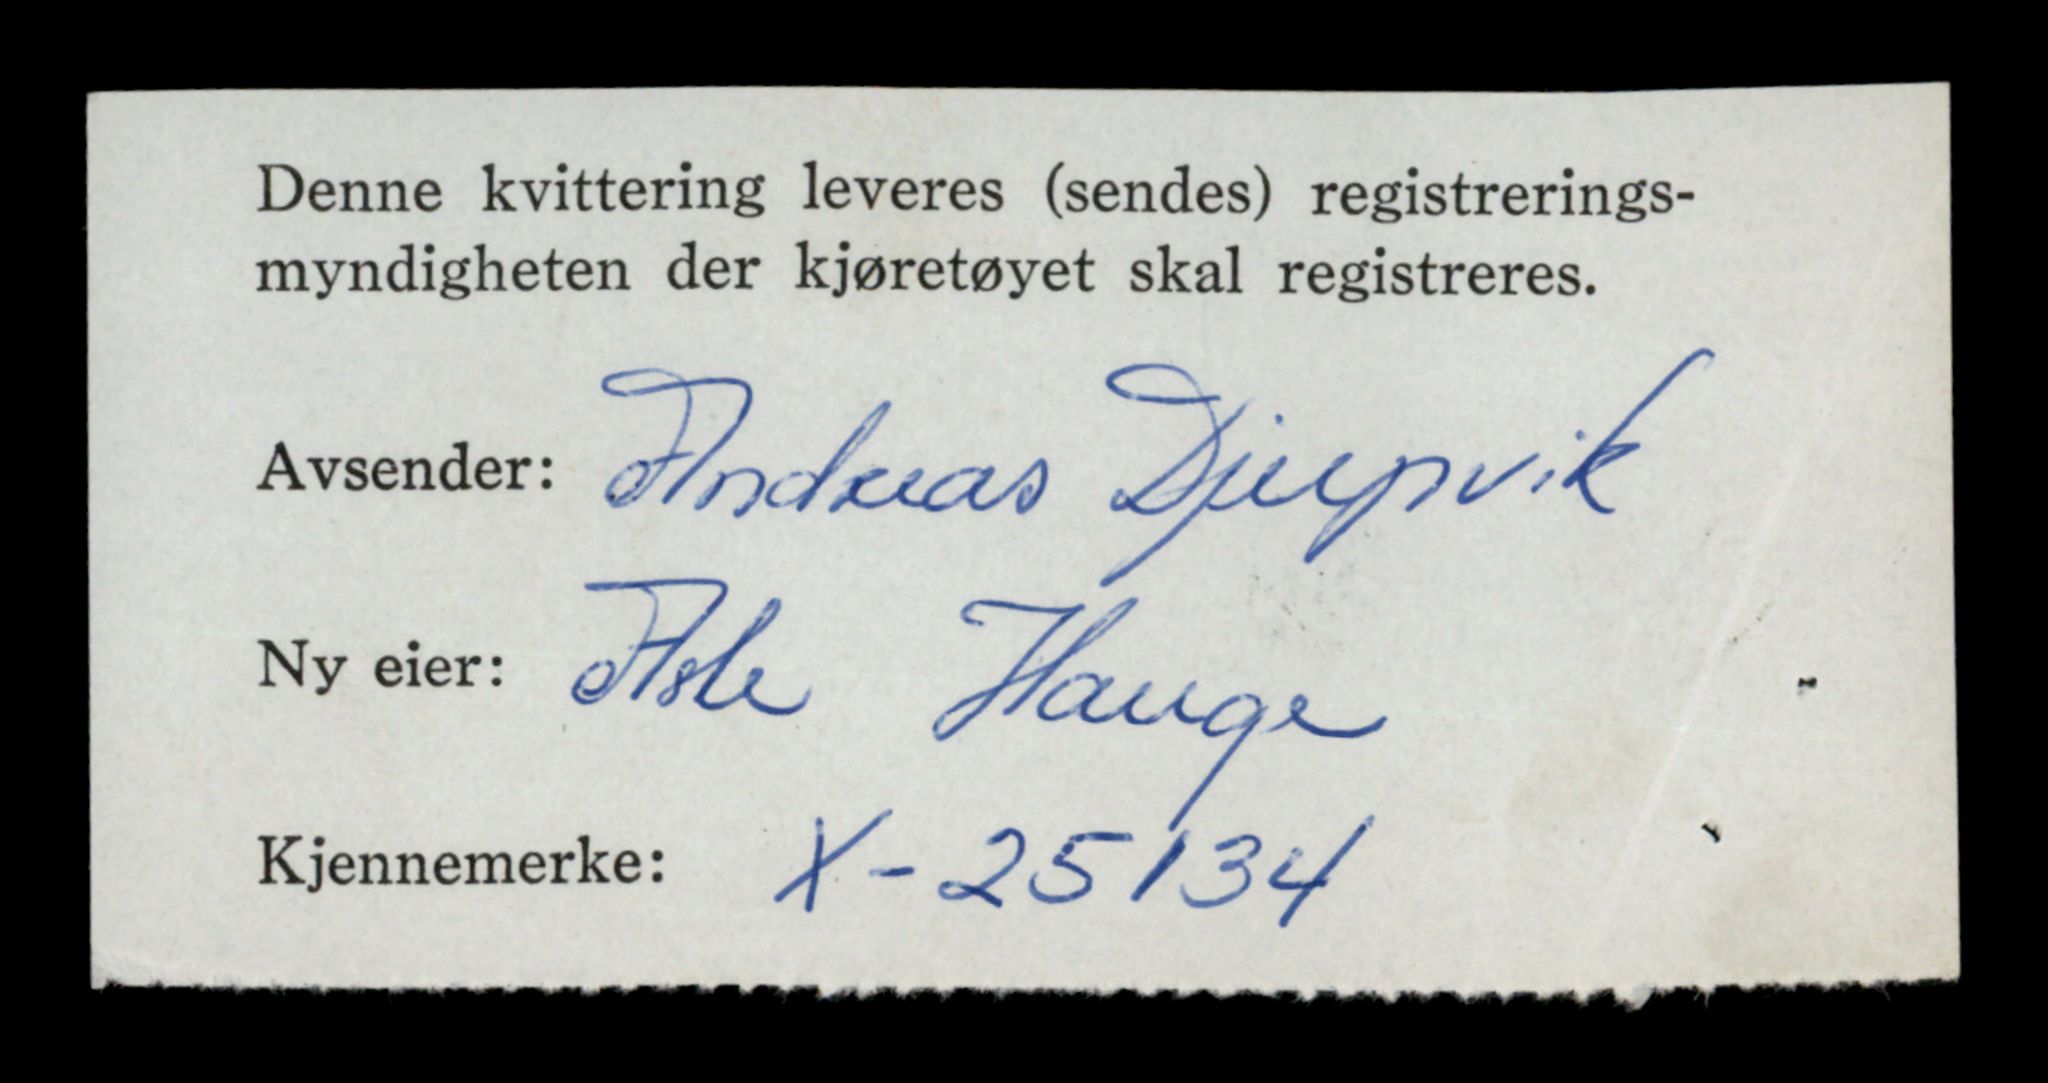 Denne kvittering leveres (sendes) registrerings-
myndigheten der kjøretøyet skal registreres.
Avsender: Andreas Djupvik
Ny eier: Asle Hauge
Kjennemerke: X-25134